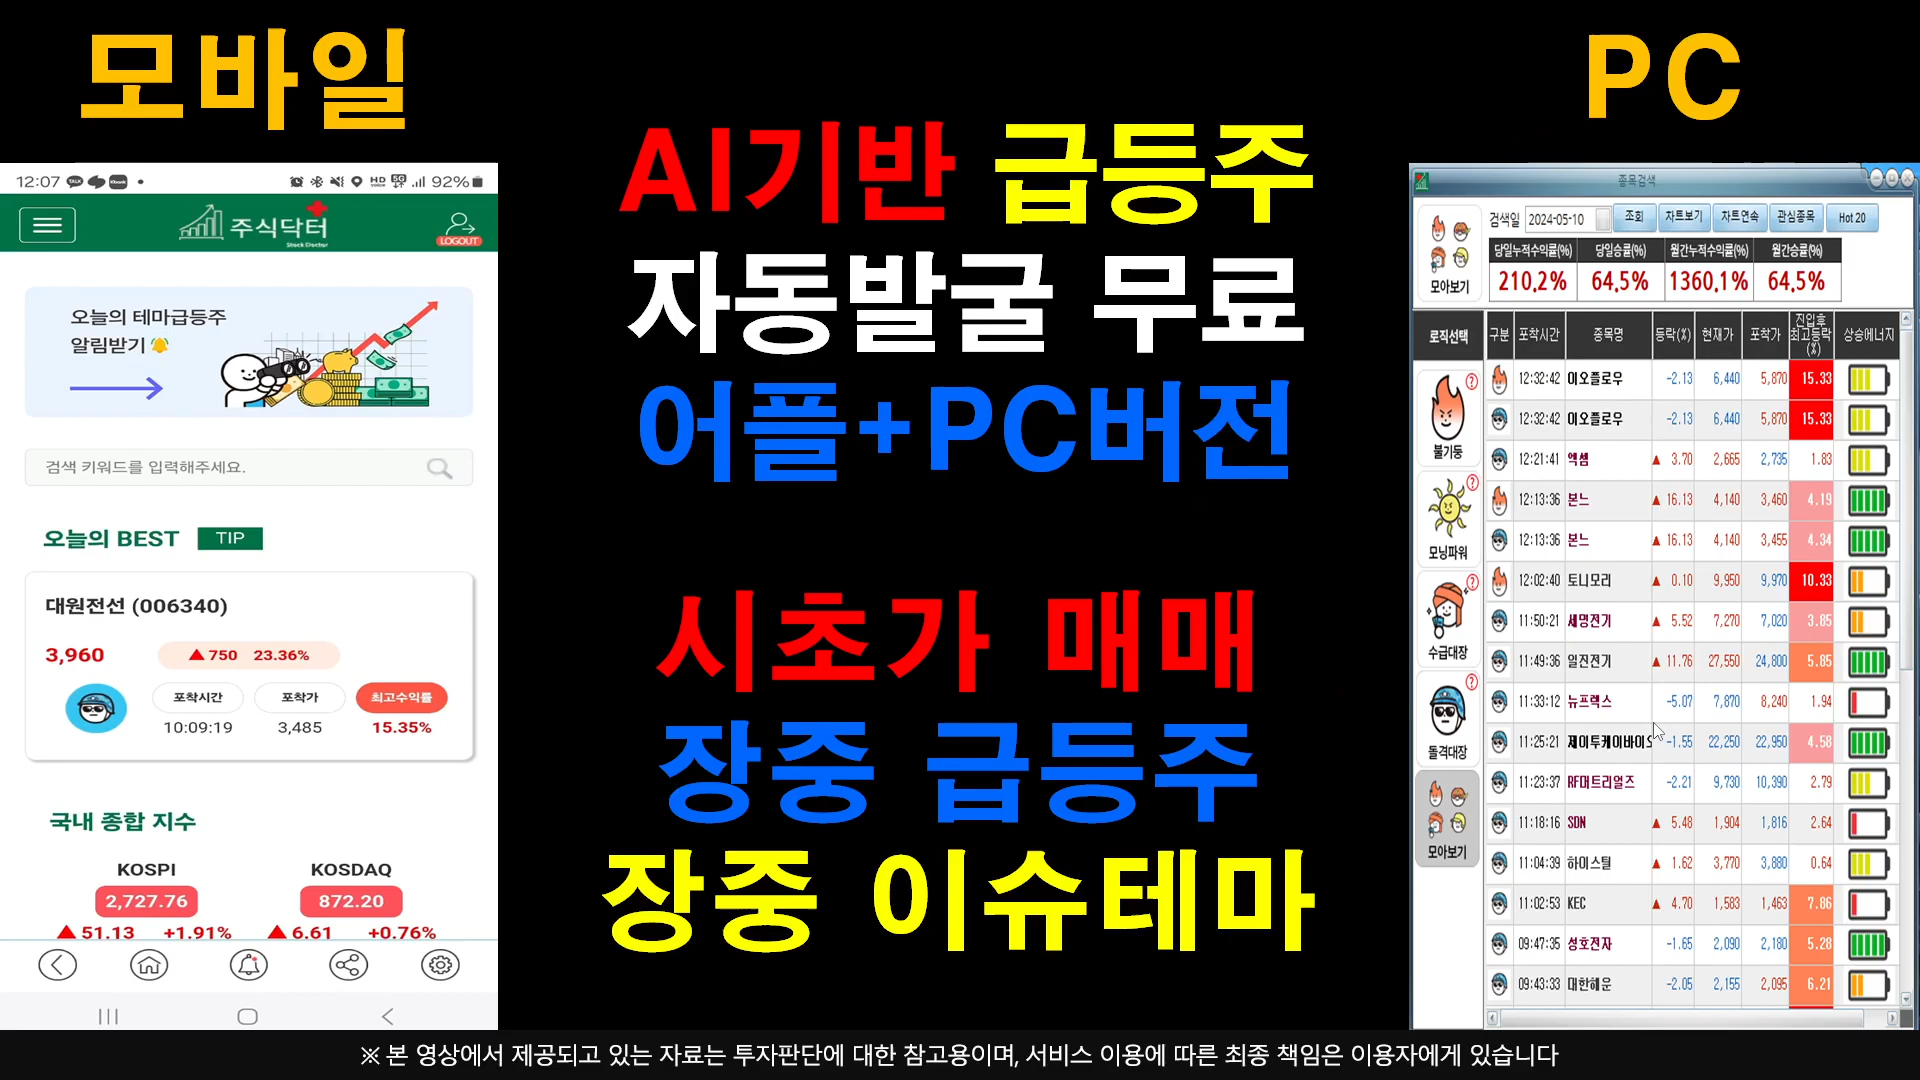 모바일
PC
AI기반 급등주
자동발굴 무료
어플+PC버전
시초가 매매
장중 급등주
장중 이슈테마
12:07
92%
주식닥터
Stock Doctor
LOGOUT
오늘의 테마급등주
알림받기
검색 키워드를 입력해주세요.
오늘의 BEST TIP
대원전선 (006340)
3,960 ▲ 750 23.36%
포착시간 포착가 최고수익률
10:09:19 3,485 15.35%
국내 종합 지수
KOSPI KOSDAQ
2,727.76 872.20
▲ 51.13 +1.91% ▲ 6.61 +0.76%
종목검색
검색일 2024-05-10 조회 차트보기 차트연속 관심종목 Hot 20
당일누적수익률(%) 당일승률(%) 월간누적수익률(%) 월간승률(%)
210,2% 64,5% 1360,1% 64,5%
모아보기
로직선택
불기둥
모닝파워
수급대장
돌격대장
모아보기
구분 포착시간 종목명 등락(%) 현재가 포착가 진입후 최고등락 (%) 상승에너지
12:32:42 이오플로우 -2.13 6,440 5,870 15.33
12:32:42 이오플로우 -2.13 6,440 5,870 15.33
12:21:41 엑셈 ▲ 3.70 2,665 2,735 1.83
12:13:36 본느 ▲ 16.13 4,140 3,460 4.19
12:13:36 본느 ▲ 16.13 4,140 3,455 4.34
12:02:40 토니모리 ▲ 0.10 9,950 9,970 10.33
11:50:21 세명전기 ▲ 5.52 7,270 7,020 3.85
11:49:36 일진전기 ▲ 11.76 27,550 24,800 5.85
11:33:12 뉴프렉스 -5.07 7,870 8,240 1.94
11:25:21 제이투케이바이오 -1.55 22,250 22,950 4.58
11:23:37 RF머트리얼즈 -2.21 9,730 10,390 2.79
11:18:16 SDN ▲ 5.48 1,904 1,816 2.64
11:04:39 하이스틸 ▲ 1.62 3,770 3,880 0.64
11:02:53 KEC ▲ 4.70 1,583 1,463 7.86
09:47:35 성호전자 -1.65 2,090 2,180 5.28
09:43:33 대한해운 -2.05 2,155 2,095 6.21
※ 본 영상에서 제공되고 있는 자료는 투자판단에 대한 참고용이며, 서비스 이용에 따른 최종 책임은 이용자에게 있습니다